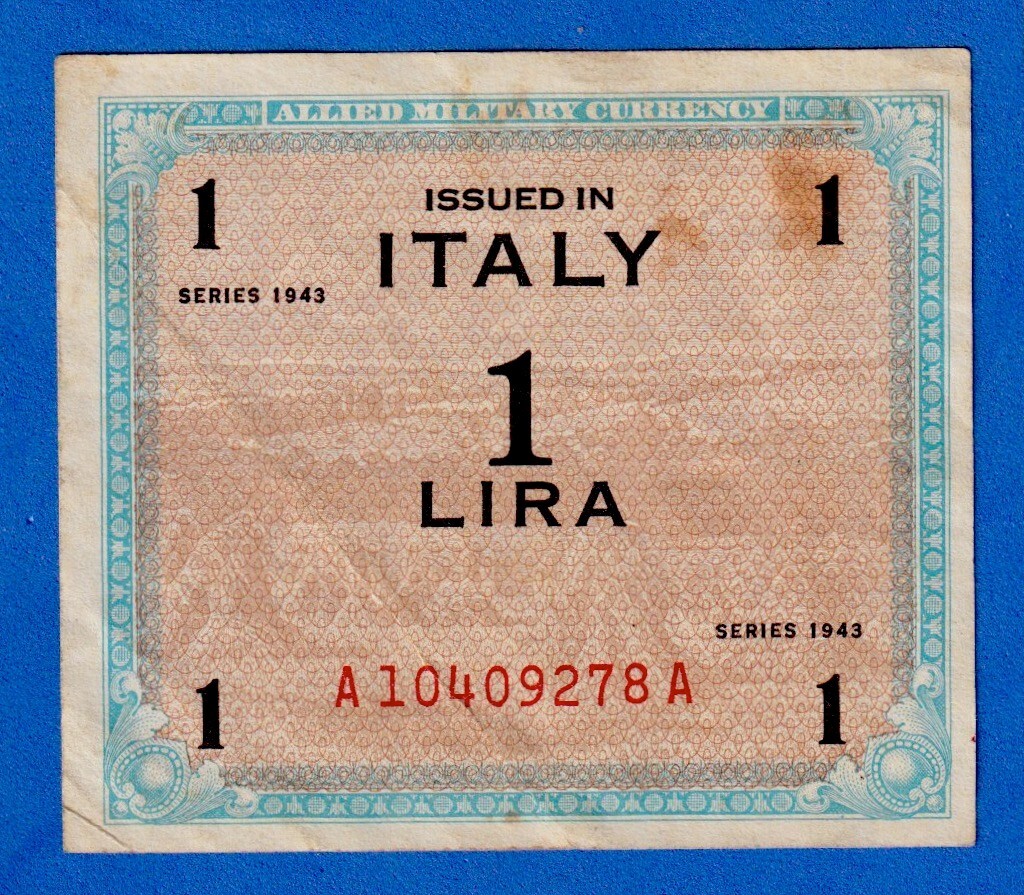 ALLIED MILITARY CURRENCY
1 ISSUED IN 1
ITALY
SERIES 1943
1
LIRA
SERIES 1943
A10409278A
1 1